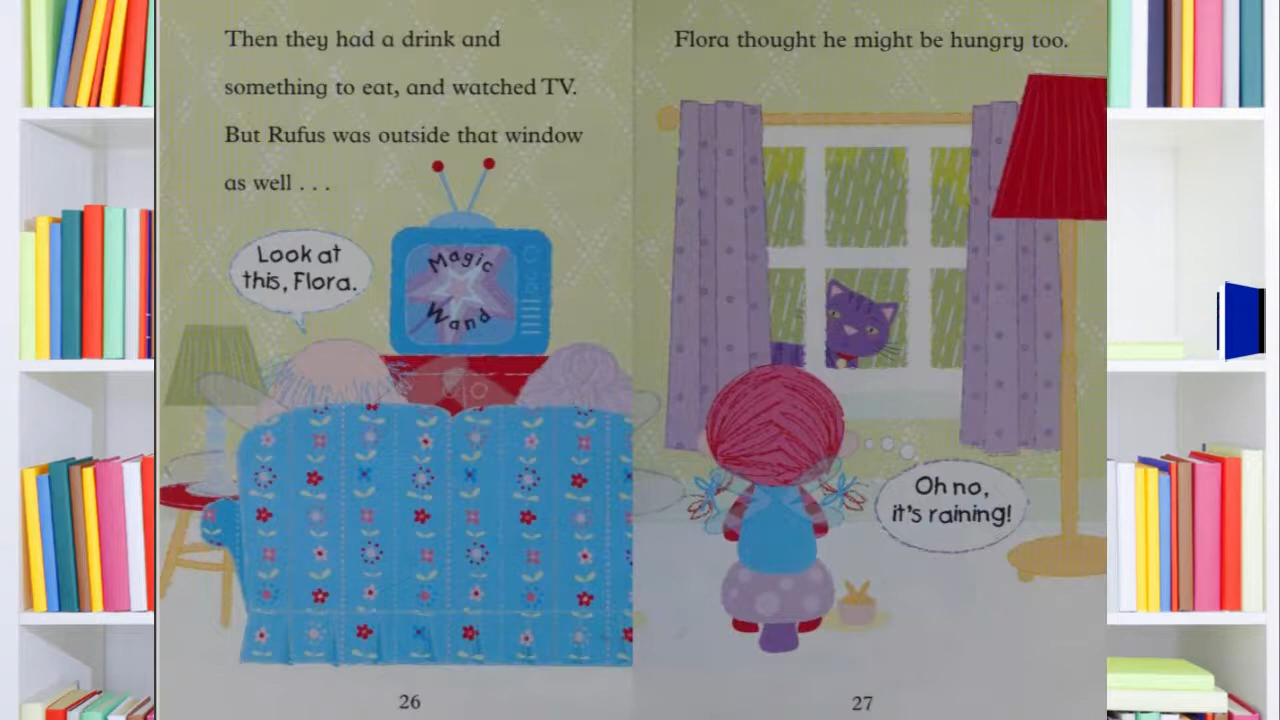 Then they had a drink and
something to eat, and watched TV.
But Rufus was outside that window
as well . . .
Look at
this, Flora.
Magic
Wand
26
Flora thought he might be hungry too.
Oh no,
it's raining!
27